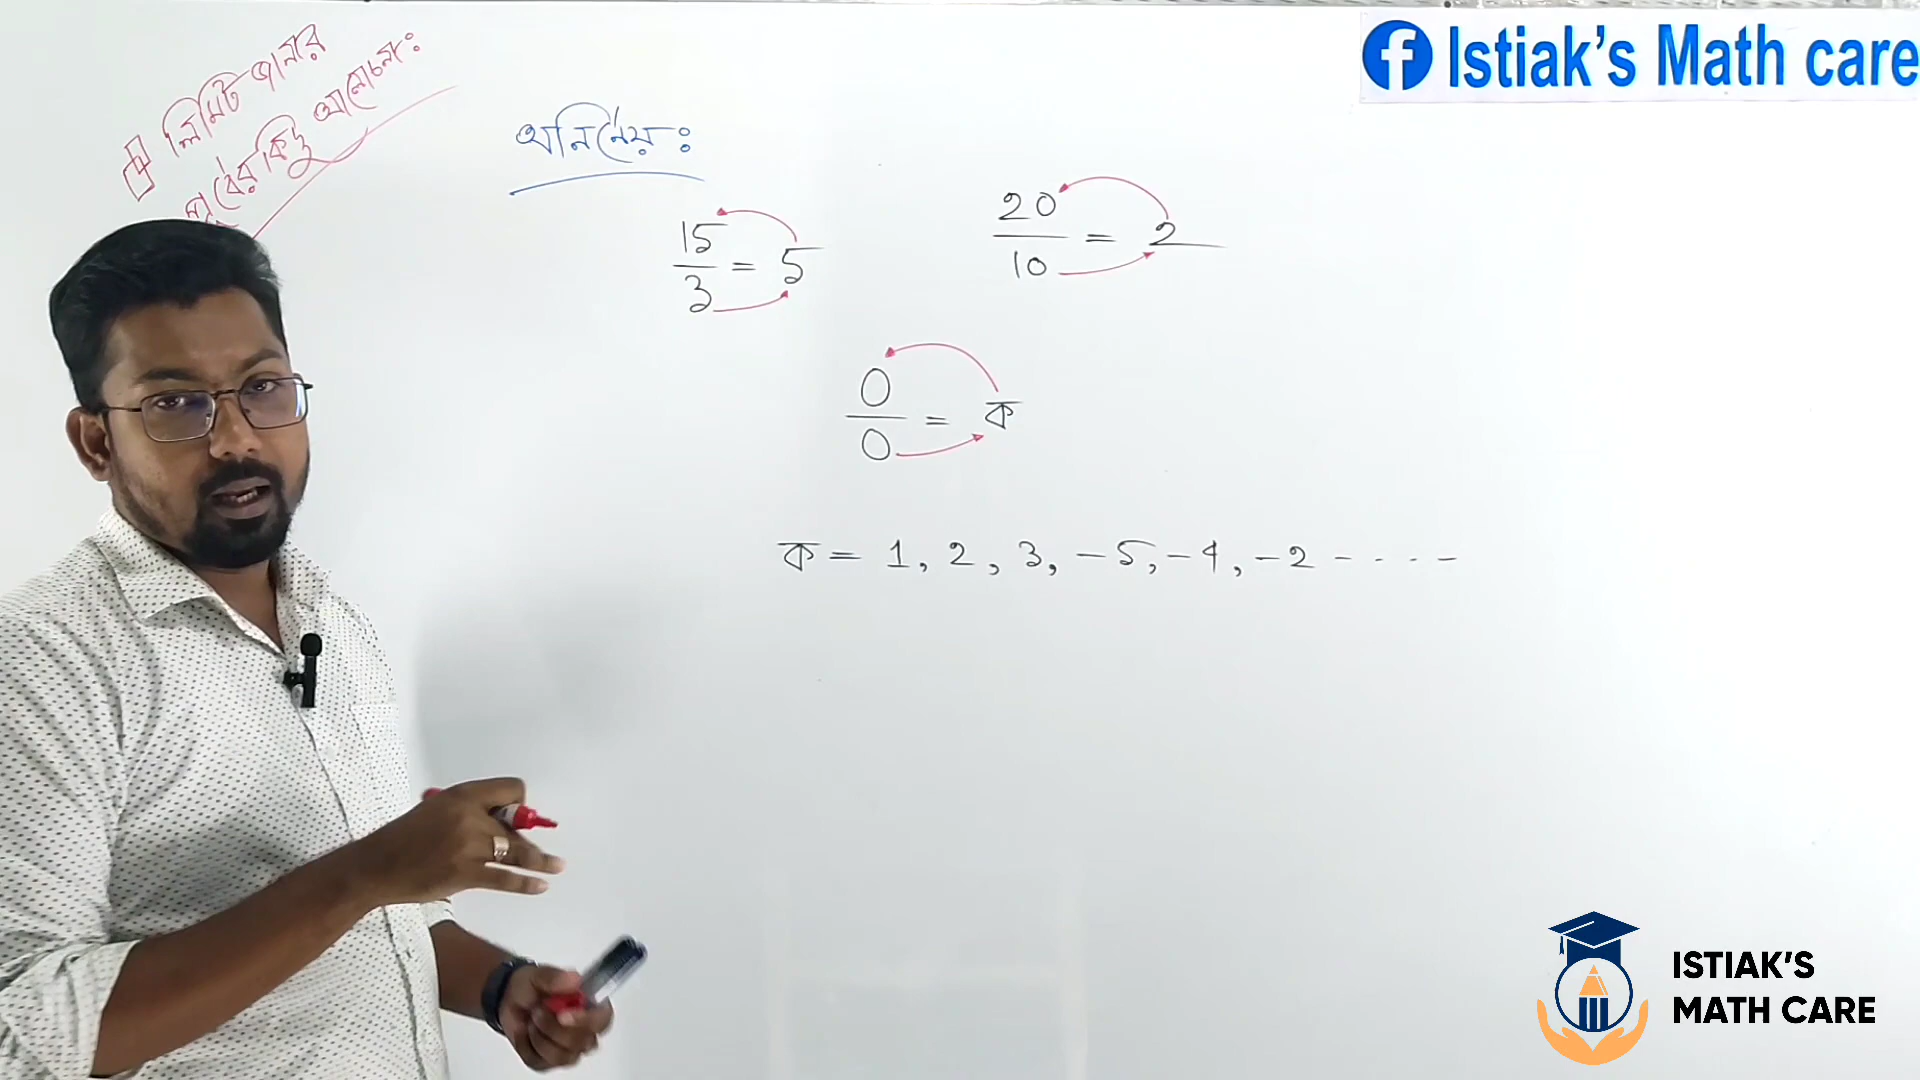 লিমিট জানার
পূর্বের কিছু আলোচনাঃ
অনির্নেয়ঃ
15/3 = 5
20/10 = 2
0/0 = ক
ক = 1, 2, 3, -5, -4, -2 - - - - -
Istiak's Math care
ISTIAK'S
MATH CARE